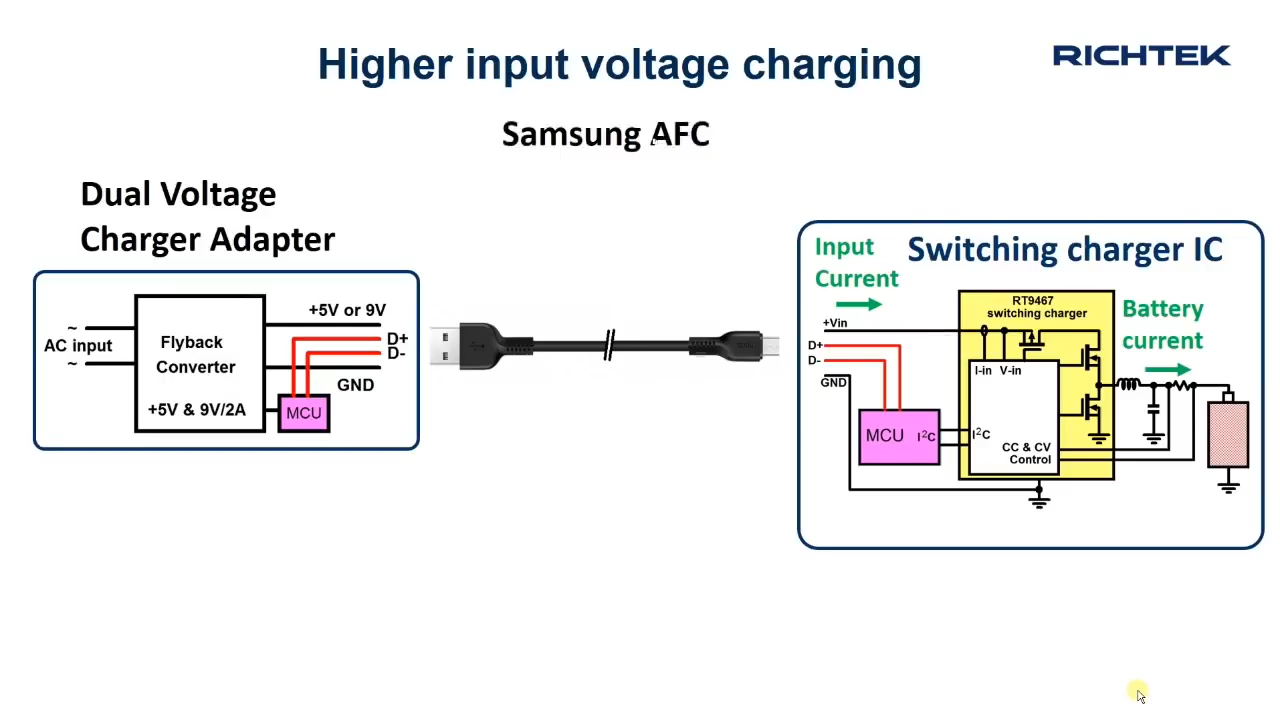 Higher input voltage charging
RICHTEK
Samsung AFC
Dual Voltage
Charger Adapter
+5V or 9V
~
AC input
~
Flyback
Converter
+5V & 9V/2A
D+
D-
GND
MCU
Switching charger IC
Input
Current
+Vin
D+
D-
GND
RT9467
switching charger
I-in
V-in
MCU
I²C
I²C
CC & CV
Control
Battery
current